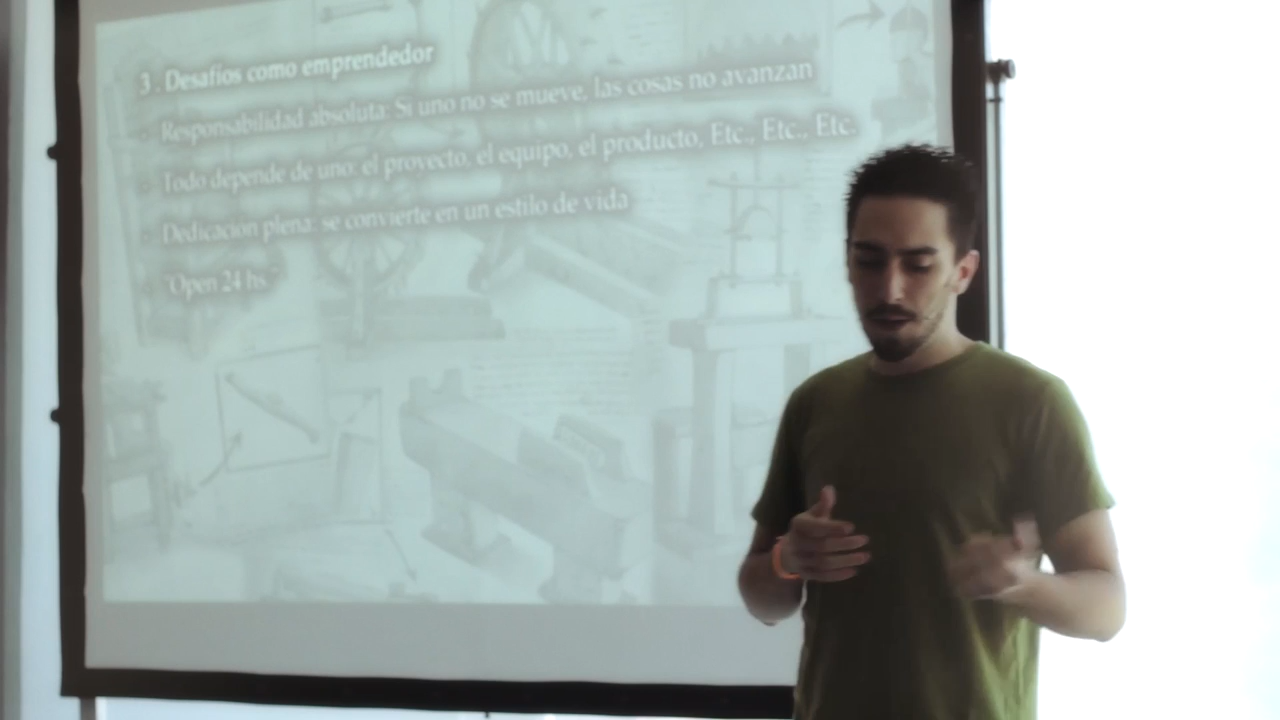 3 . Desafíos como emprendedor
Responsabilidad absoluta: Si uno no se mueve, las cosas no avanzan
Todo depende de uno: el proyecto, el equipo, el producto, Etc., Etc., Etc.
Dedicacion plena: se convierte en un estilo de vida
"Open 24 hs"